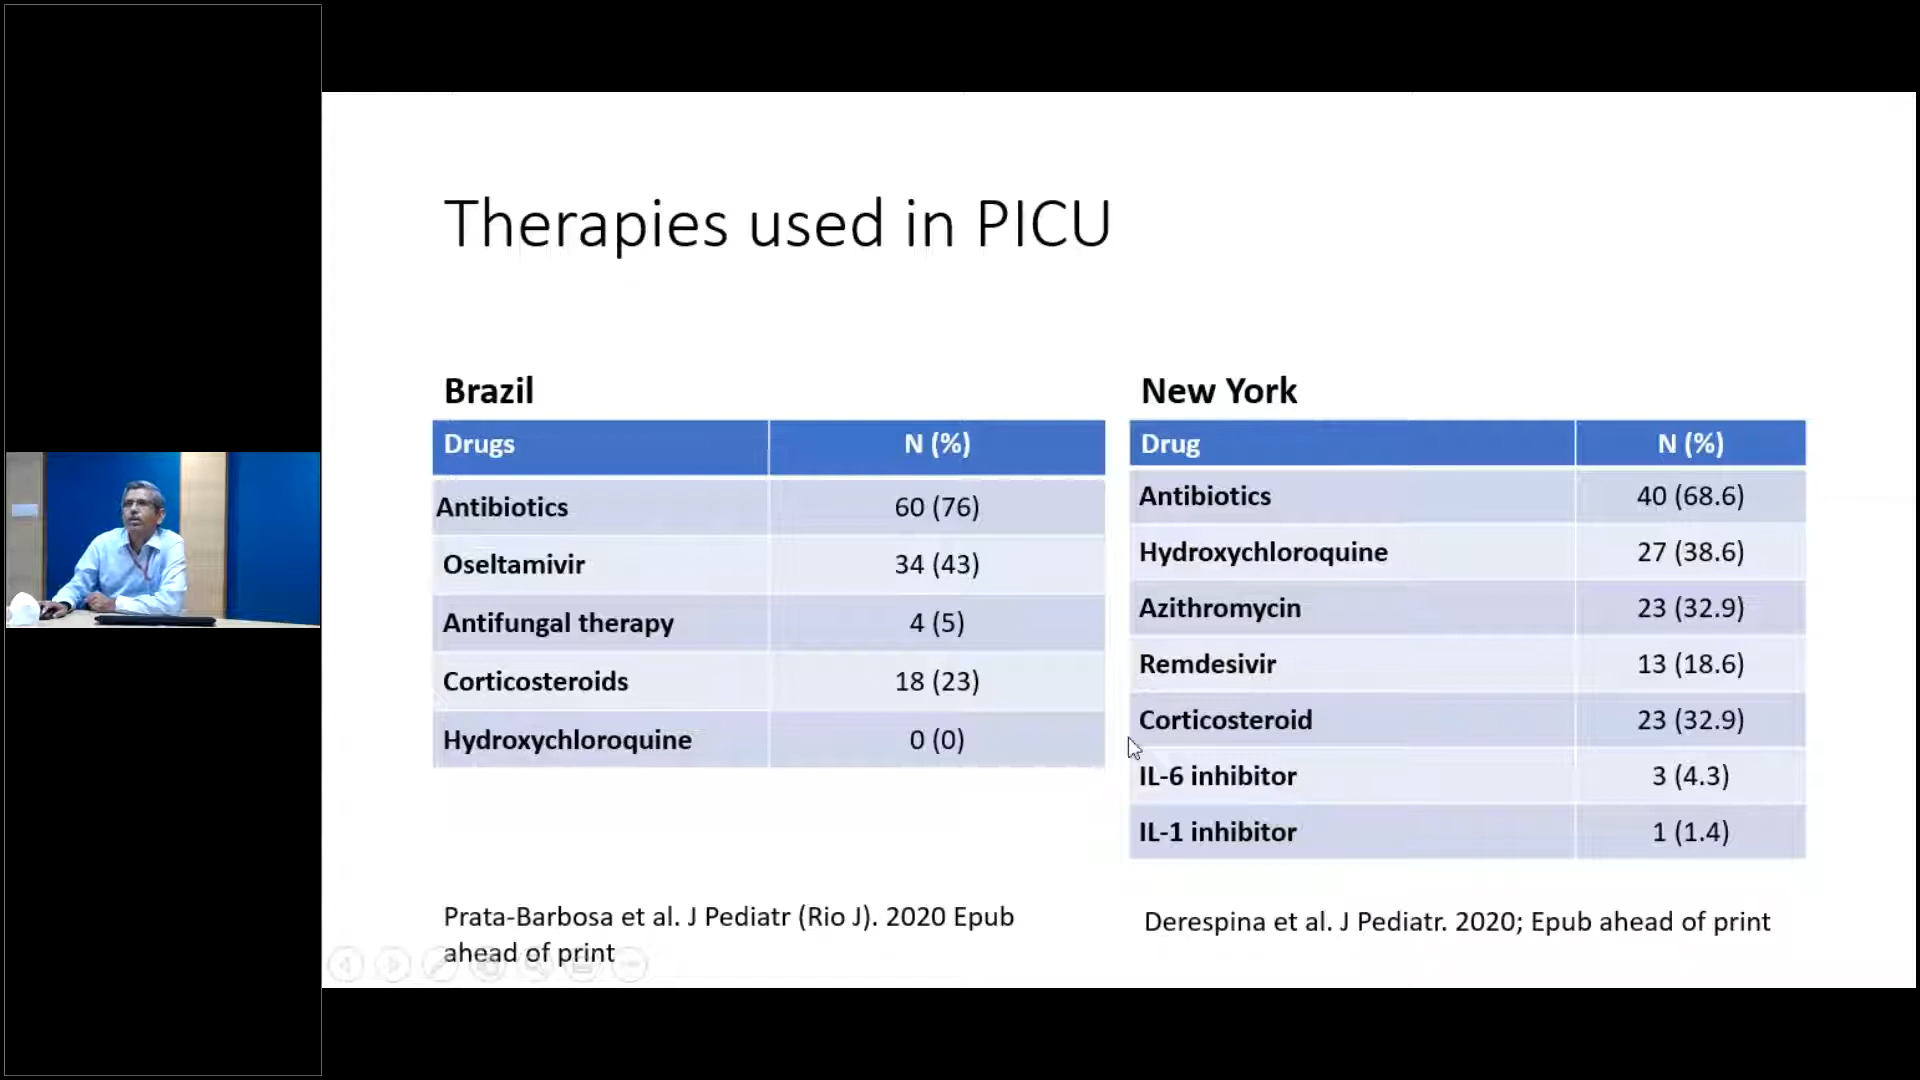 Therapies used in PICU
Brazil
Drugs N (%)
Antibiotics 60 (76)
Oseltamivir 34 (43)
Antifungal therapy 4 (5)
Corticosteroids 18 (23)
Hydroxychloroquine 0 (0)
Prata-Barbosa et al. J Pediatr (Rio J). 2020 Epub
ahead of print
New York
Drug N (%)
Antibiotics 40 (68.6)
Hydroxychloroquine 27 (38.6)
Azithromycin 23 (32.9)
Remdesivir 13 (18.6)
Corticosteroid 23 (32.9)
IL-6 inhibitor 3 (4.3)
IL-1 inhibitor 1 (1.4)
Derespina et al. J Pediatr. 2020; Epub ahead of print